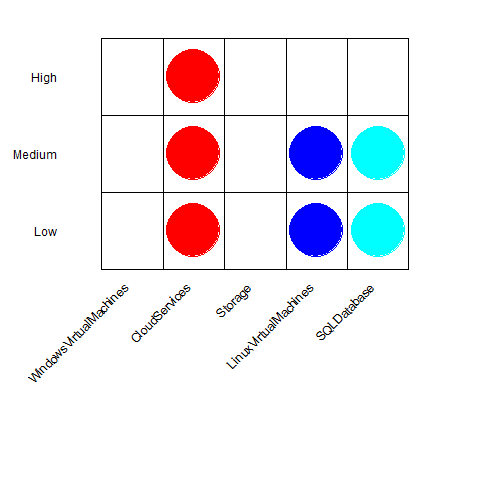 High
Medium
Low
WindowsVirtualMachines
CloudServices
Storage
LinuxVirtualMachines
SQLDatabase